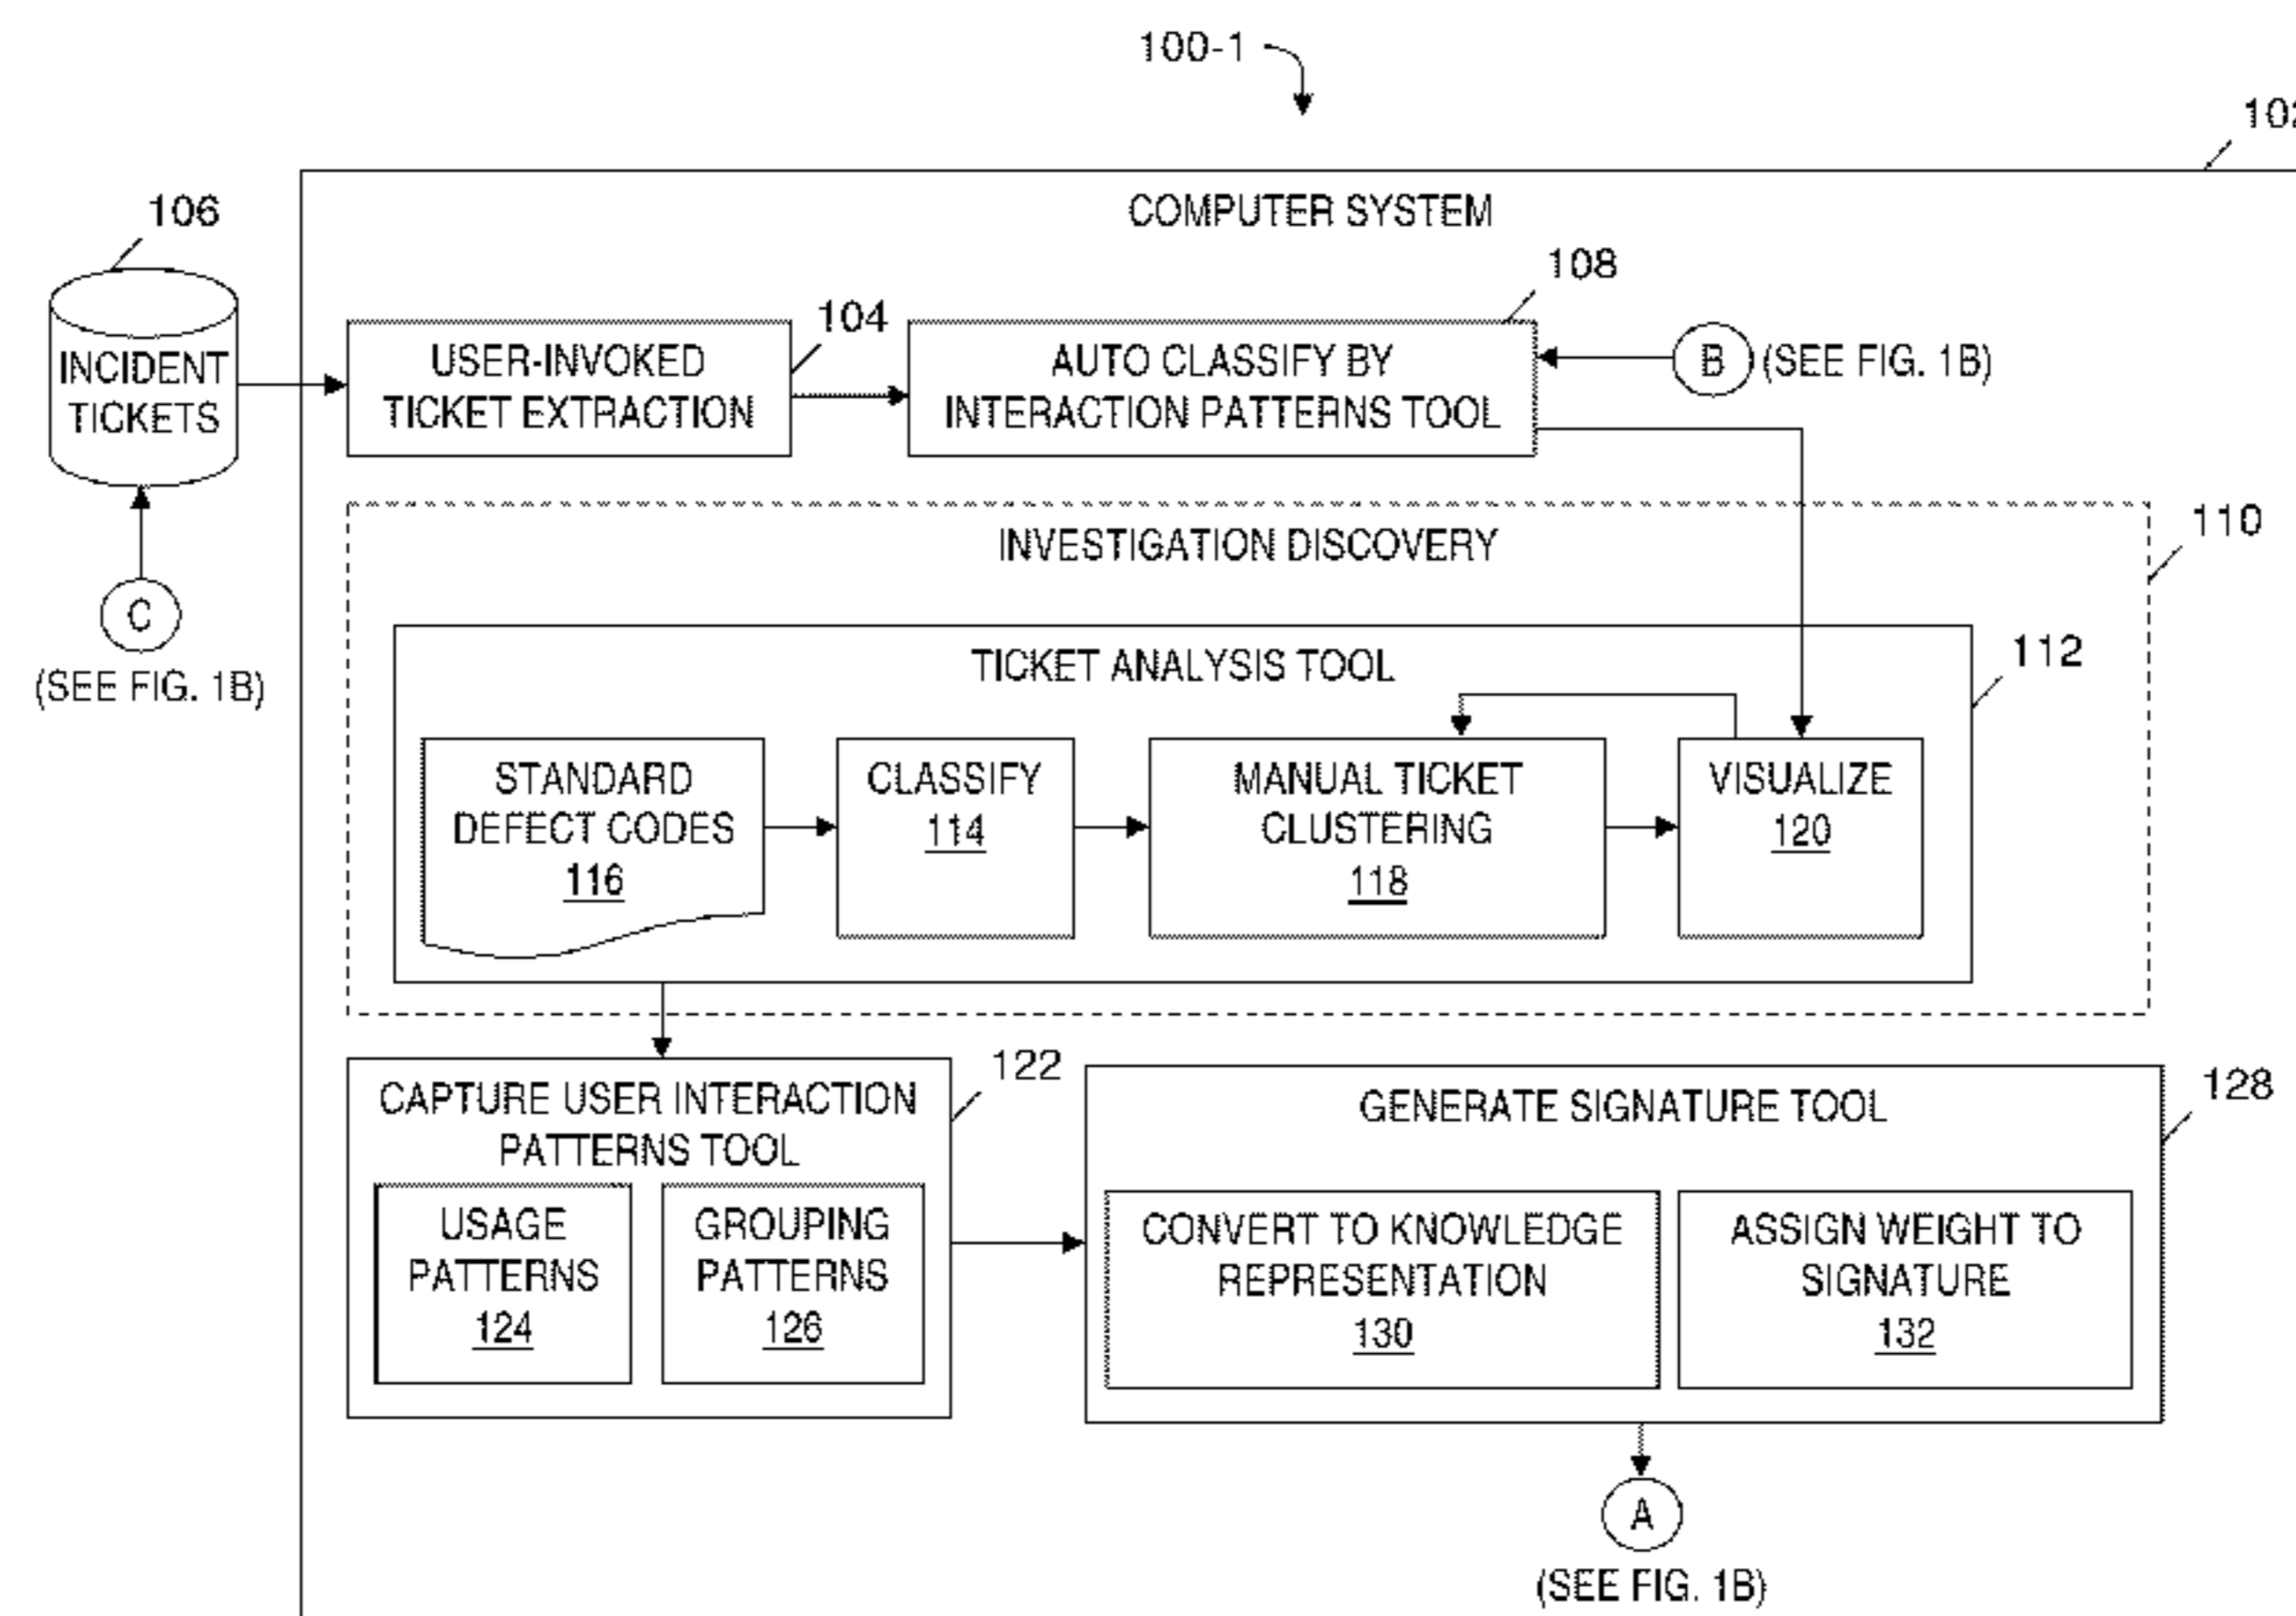 100-1
102
COMPUTER SYSTEM
106
INCIDENT
TICKETS
104
USER-INVOKED
TICKET EXTRACTION
108
AUTO CLASSIFY BY
INTERACTION PATTERNS TOOL
B (SEE FIG. 1B)
C
(SEE FIG. 1B)
110
INVESTIGATION DISCOVERY
112
TICKET ANALYSIS TOOL
STANDARD
DEFECT CODES
116
CLASSIFY
114
MANUAL TICKET
CLUSTERING
118
VISUALIZE
120
122
CAPTURE USER INTERACTION
PATTERNS TOOL
USAGE
PATTERNS
124
GROUPING
PATTERNS
126
128
GENERATE SIGNATURE TOOL
CONVERT TO KNOWLEDGE
REPRESENTATION
130
ASSIGN WEIGHT TO
SIGNATURE
132
A
(SEE FIG. 1B)